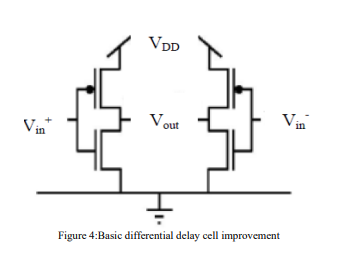 VDD
Vin+ Vout Vin-
Figure 4:Basic differential delay cell improvement